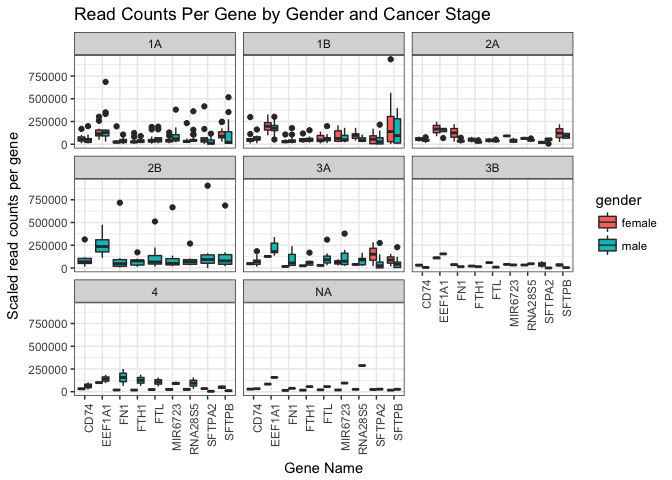 Read Counts Per Gene by Gender and Cancer Stage
Scaled read counts per gene
1A
1B
2A
750000
500000
250000
0
2B
3A
3B
750000
500000
250000
0
4
NA
750000
500000
250000
0
CD74
EEF1A1
FN1
FTH1
FTL
MIR6723
RNA28S5
SFTPA2
SFTPB
CD74
EEF1A1
FN1
FTH1
FTL
MIR6723
RNA28S5
SFTPA2
SFTPB
CD74
EEF1A1
FN1
FTH1
FTL
MIR6723
RNA28S5
SFTPA2
SFTPB
Gene Name
gender
female
male